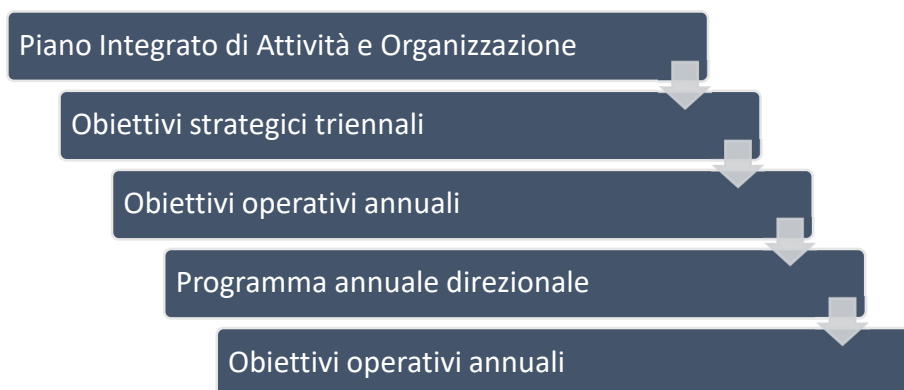 Piano Integrato di Attività e Organizzazione
Obiettivi strategici triennali
Obiettivi operativi annuali
Programma annuale direzionale
Obiettivi operativi annuali